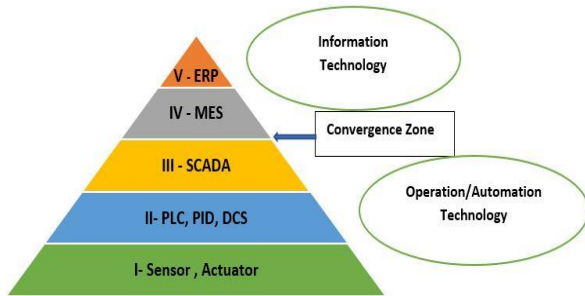 Information
Technology
V - ERP
IV - MES
Convergence Zone
III - SCADA
Operation/Automation
Technology
II- PLC, PID, DCS
I- Sensor , Actuator